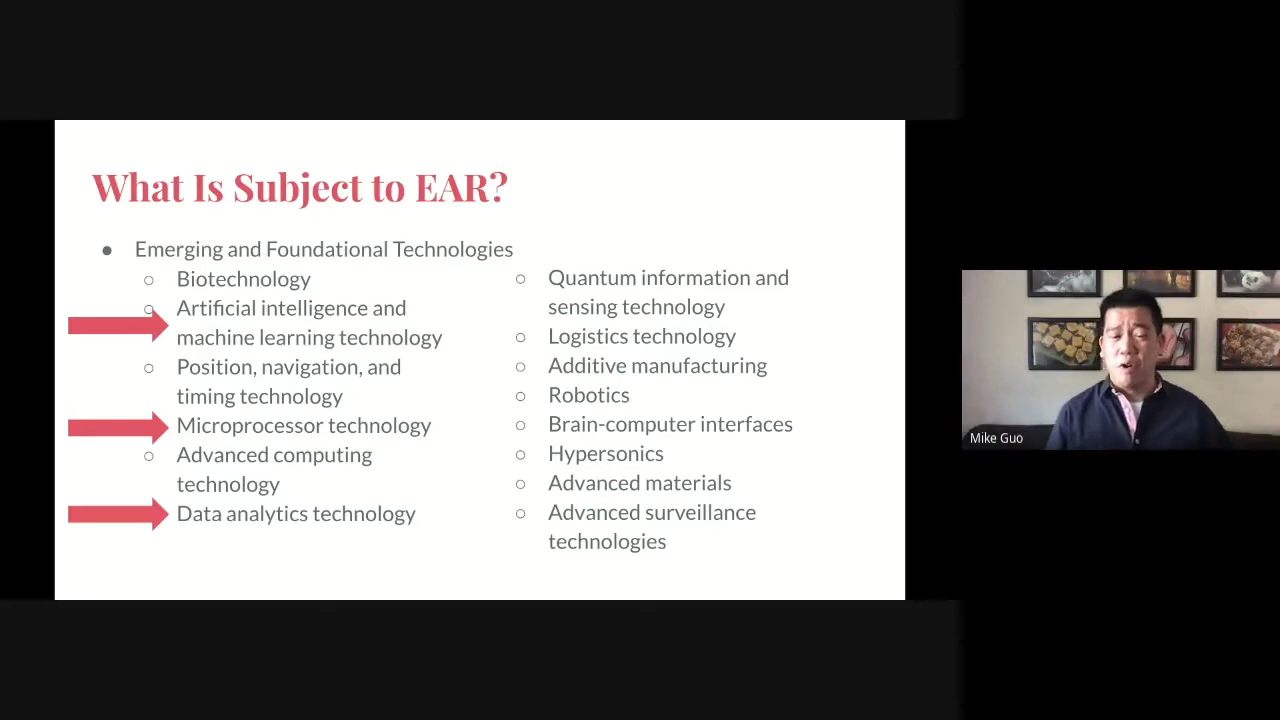 What Is Subject to EAR?
● Emerging and Foundational Technologies
○ Biotechnology
○ Artificial intelligence and
machine learning technology
○ Position, navigation, and
timing technology
Microprocessor technology
○ Advanced computing
technology
Data analytics technology
○ Quantum information and
sensing technology
○ Logistics technology
○ Additive manufacturing
○ Robotics
○ Brain-computer interfaces
○ Hypersonics
○ Advanced materials
○ Advanced surveillance
technologies
Mike Guo